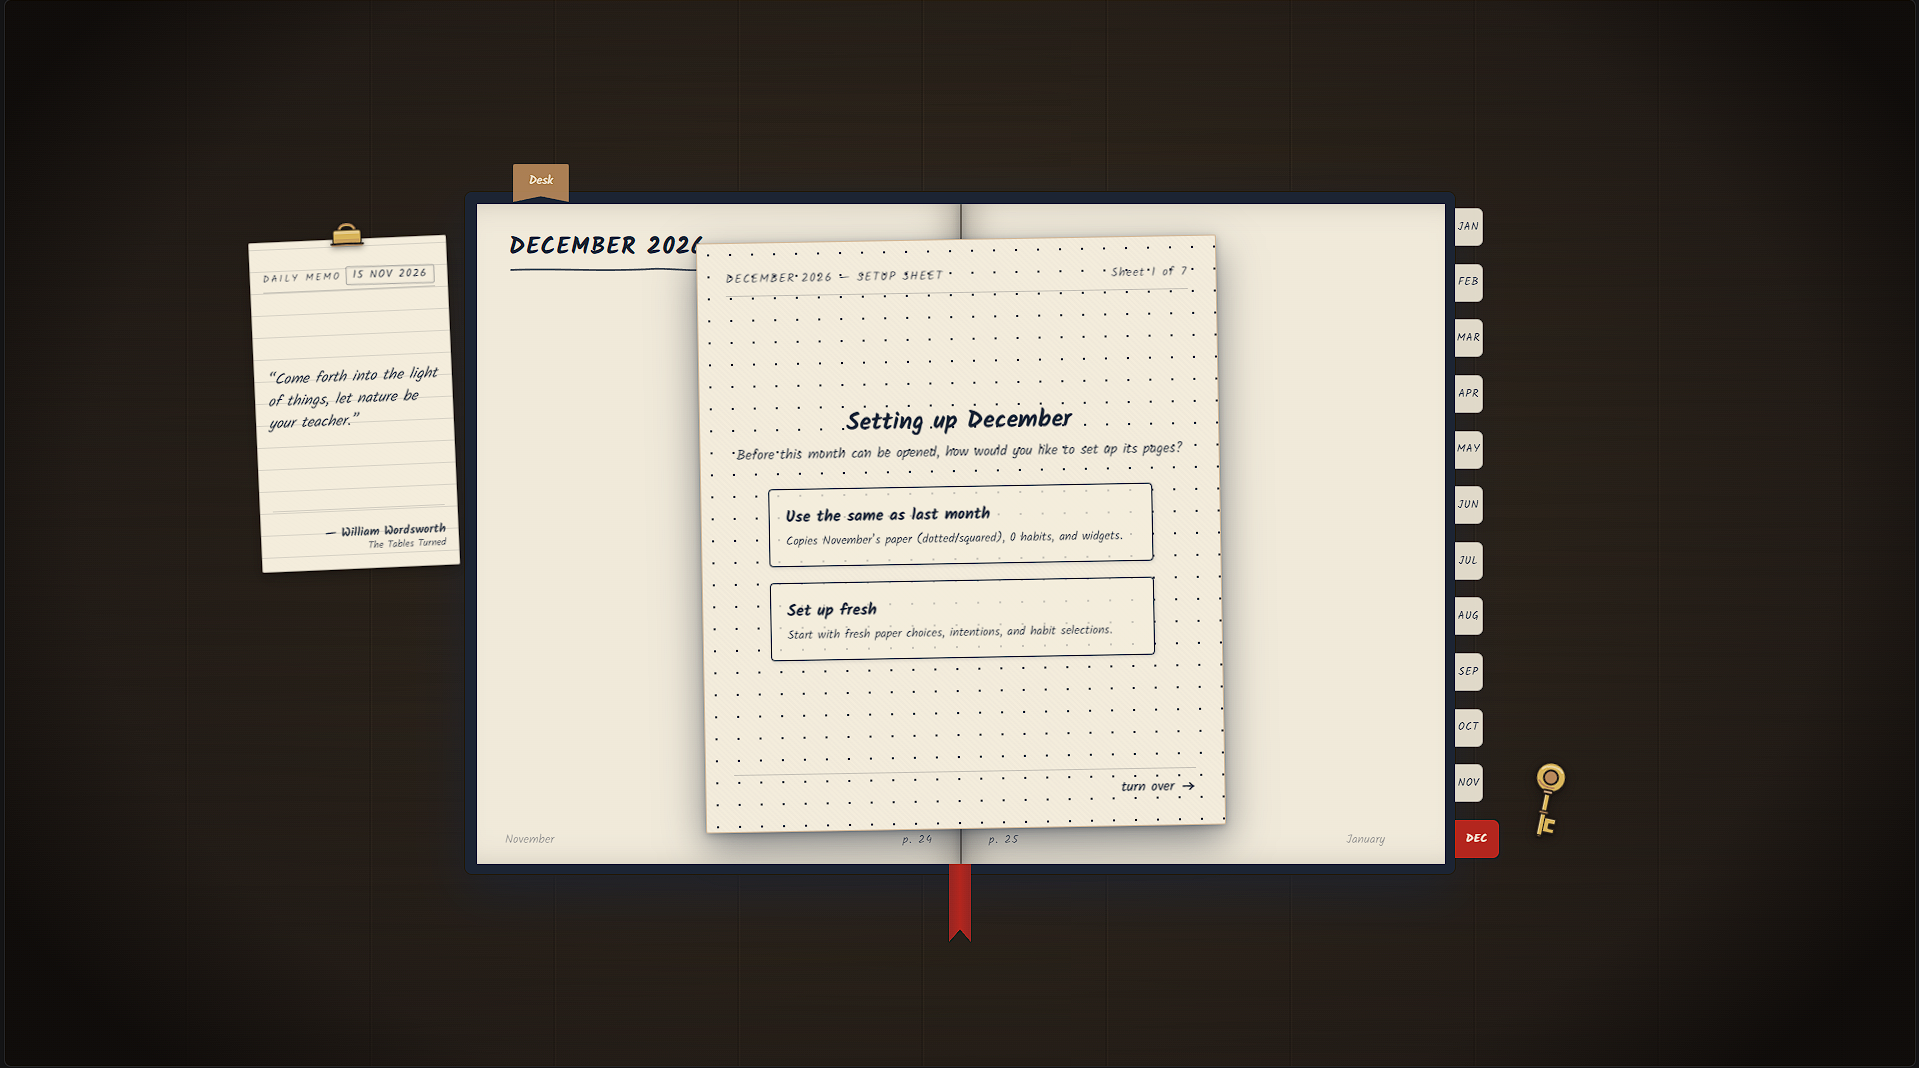 Desk
DAILY MEMO 15 NOV 2026
“Come forth into the light
of things, let nature be
your teacher.”
— William Wordsworth
The Tables Turned
DECEMBER 2026
DECEMBER 2026 — SETUP SHEET
Sheet 1 of 7
Setting up December
Before this month can be opened, how would you like to set up its pages?
Use the same as last month
Copies November's paper (dotted/squared), 0 habits, and widgets.
Set up fresh
Start with fresh paper choices, intentions, and habit selections.
turn over →
November
p. 24
p. 25
January
JAN
FEB
MAR
APR
MAY
JUN
JUL
AUG
SEP
OCT
NOV
DEC